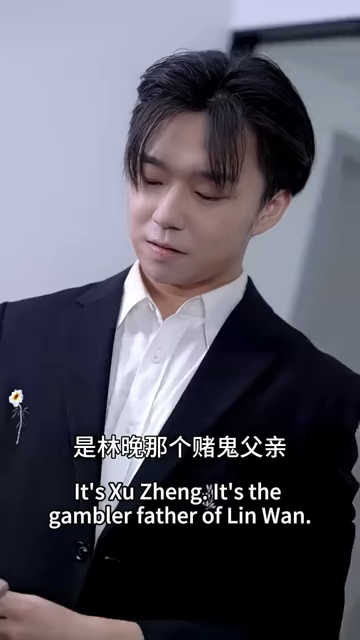 是林晚那个赌鬼父亲
It's Xu Zheng. It's the
gambler father of Lin Wan.